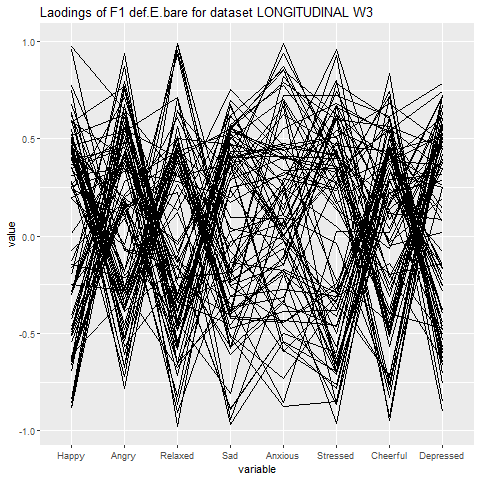 Laodings of F1 def.E.bare for dataset LONGITUDINAL W3
1.0
0.5
0.0
-0.5
-1.0
value
Happy Angry Relaxed Sad Anxious Stressed Cheerful Depressed
variable